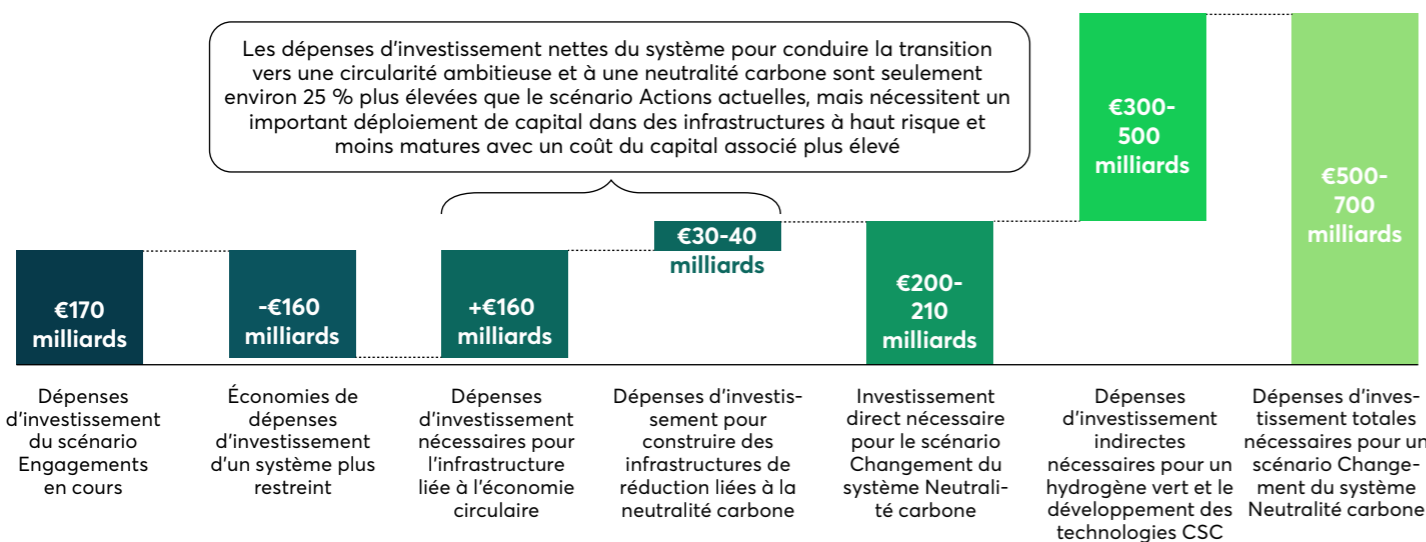 Les dépenses d'investissement nettes du système pour conduire la transition
vers une circularité ambitieuse et à une neutralité carbone sont seulement
environ 25 % plus élevées que le scénario Actions actuelles, mais nécessitent un
important déploiement de capital dans des infrastructures à haut risque et
moins matures avec un coût du capital associé plus élevé
€170
milliards
-€160
milliards
+€160
milliards
€30-40
milliards
€200-
210
milliards
€300-
500
milliards
€500-
700
milliards
Dépenses
d'investissement
du scénario
Engagements
en cours
Économies de
dépenses
d'investissement
d'un système plus
restreint
Dépenses
d'investissement
nécessaires pour
l'infrastructure
liée à l'économie
circulaire
Dépenses d'investis-
sement pour
construire des
infrastructures de
réduction liées à la
neutralité carbone
Investissement
direct nécessaire
pour le scénario
Changement du
système Neutrali-
té carbone
Dépenses
d'investissement
indirectes
nécessaires pour un
hydrogène vert et le
développement des
technologies CSC
Dépenses d'inves-
tissement totales
nécessaires pour un
scénario Change-
ment du système
Neutralité carbone